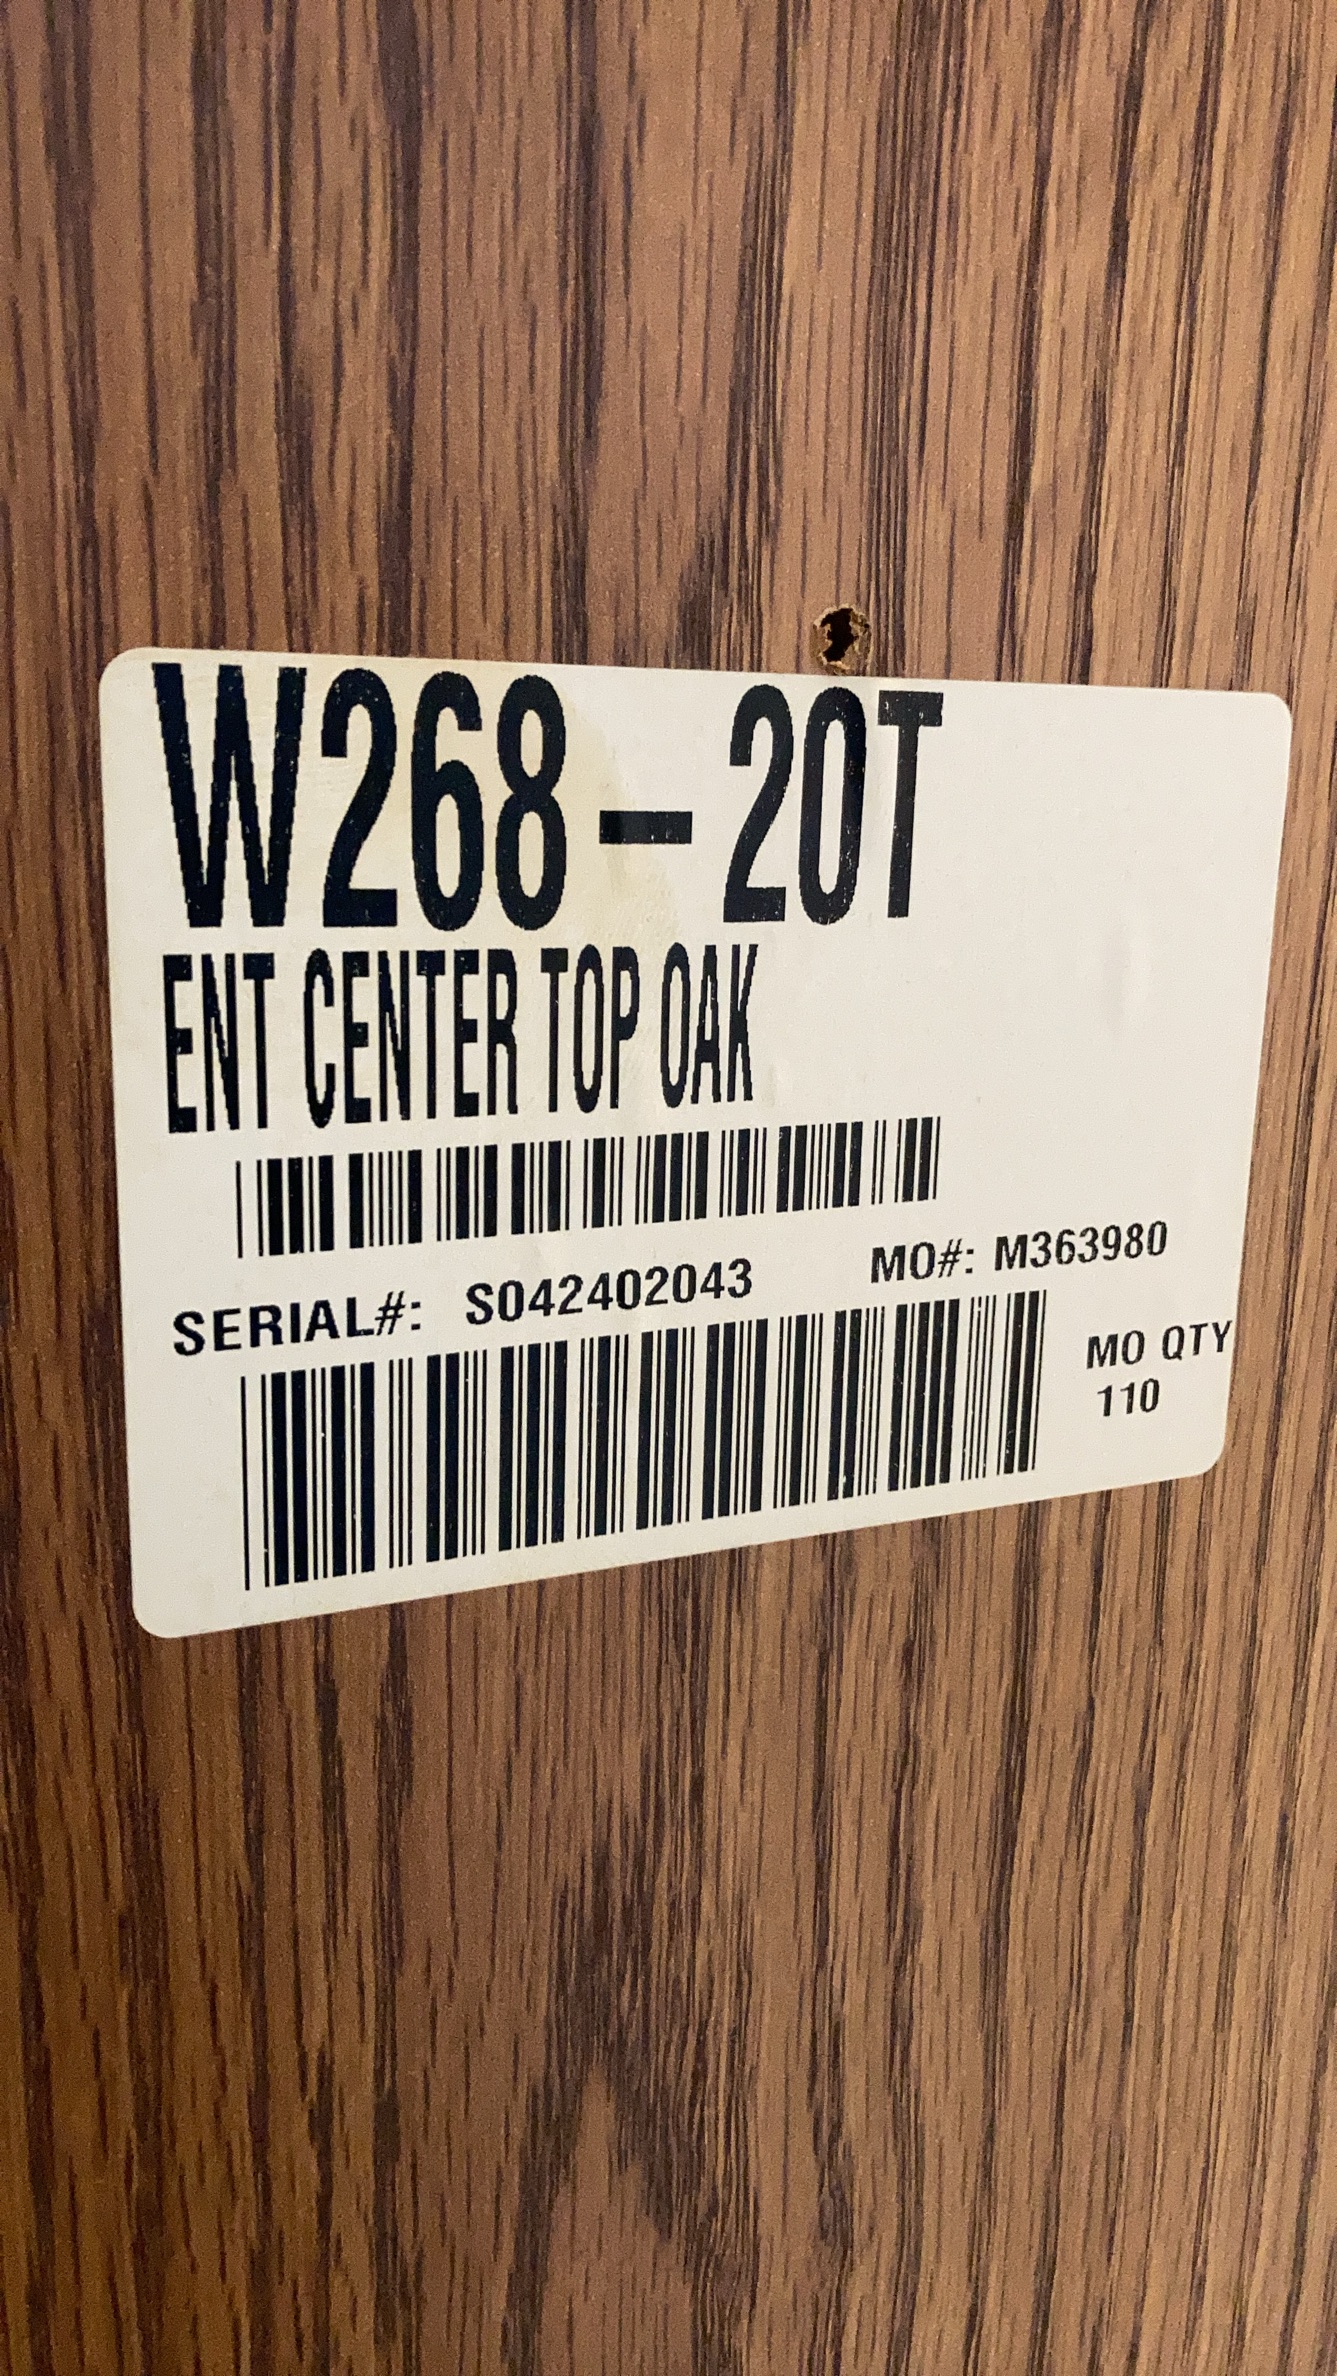 W268-20T
ENT CENTER TOP OAK
SERIAL#: S042402043 MO#: M363980
MO QTY
110